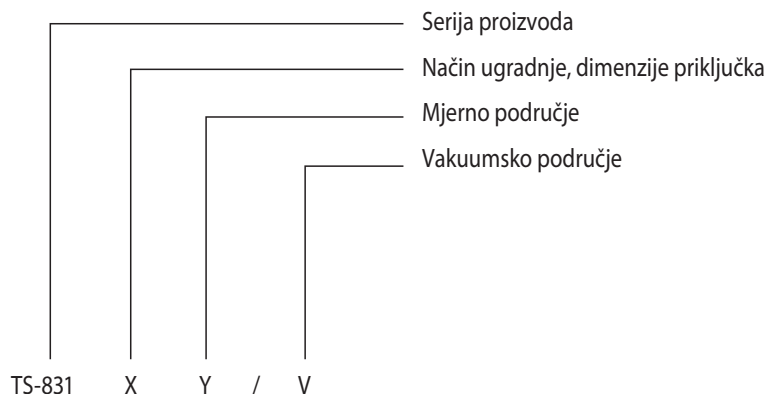 Serija proizvoda
Način ugradnje, dimenzije priključka
Mjerno područje
Vakuumsko područje
TS-831 X Y / V